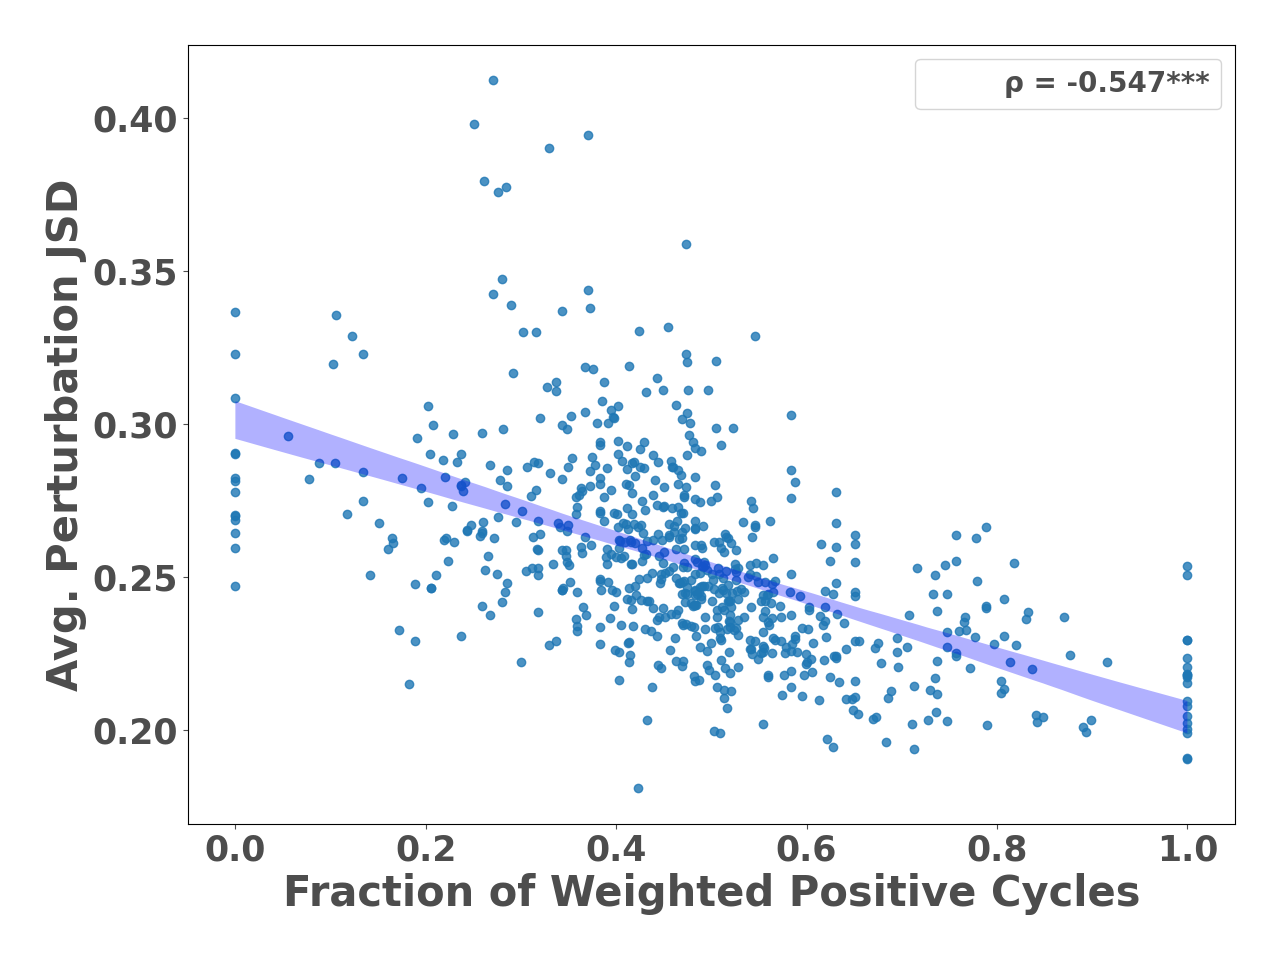 ρ = -0.547***
0.40
0.35
0.30
0.25
0.20
Avg. Perturbation JSD
0.0 0.2 0.4 0.6 0.8 1.0
Fraction of Weighted Positive Cycles